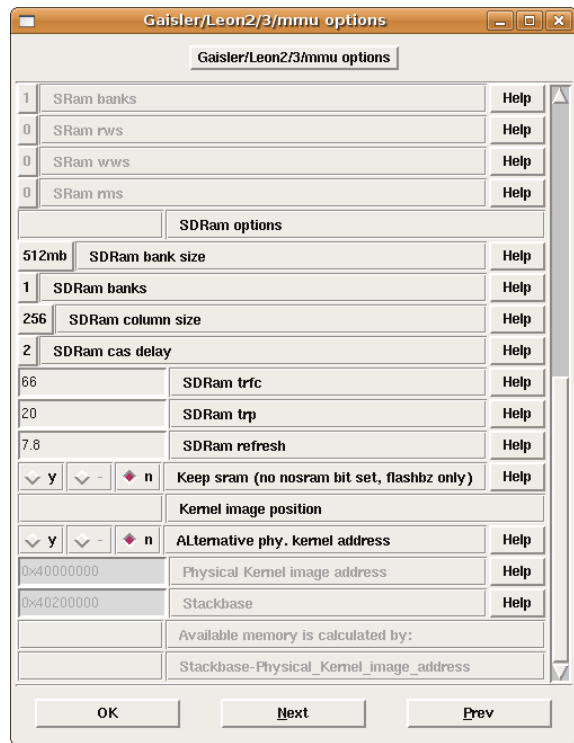 Gaisler/Leon2/3/mmu options
Gaisler/Leon2/3/mmu options
1 SRam banks Help
0 SRam rws Help
0 SRam wws Help
0 SRam rms Help
SDRam options
512mb SDRam bank size Help
1 SDRam banks Help
256 SDRam column size Help
2 SDRam cas delay Help
66 SDRam trfc Help
20 SDRam trp Help
7.8 SDRam refresh Help
y - n Keep sram (no nosram bit set, flashbz only) Help
Kernel image position
y - n ALternative phy. kernel address Help
0x40000000 Physical Kernel image address Help
0x40200000 Stackbase Help
Available memory is calculated by:
Stackbase-Physical_Kernel_image_address
OK Next Prev